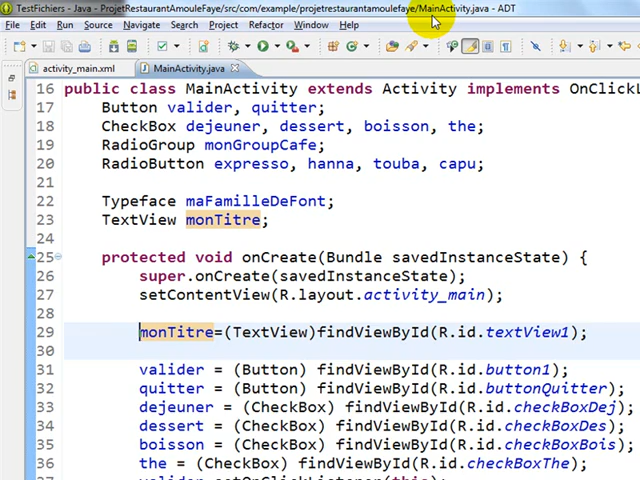 TestFichiers - Java - ProjetRestaurantAmouleFaye/src/com/example/projetrestaurantamoulefaye/MainActivity.java - ADT
File Edit Run Source Navigate Search Project Refactor Window Help
activity_main.xml MainActivity.java
16 public class MainActivity extends Activity implements OnClickL
17 Button valider, quitter;
18 CheckBox dejeuner, dessert, boisson, the;
19 RadioGroup monGroupCafe;
20 RadioButton expresso, hanna, touba, capu;
21
22 Typeface maFamilleDeFont;
23 TextView monTitre;
24
25 protected void onCreate(Bundle savedInstanceState) {
26 super.onCreate(savedInstanceState);
27 setContentView(R.layout.activity_main);
28
29 monTitre=(TextView)findViewById(R.id.textView1);
30
31 valider = (Button) findViewById(R.id.button1);
32 quitter = (Button) findViewById(R.id.buttonQuitter);
33 dejeuner = (CheckBox) findViewById(R.id.checkBoxDej);
34 dessert = (CheckBox) findViewById(R.id.checkBoxDes);
35 boisson = (CheckBox) findViewById(R.id.checkBoxBois);
36 the = (CheckBox) findViewById(R.id.checkBoxThe);
37 valider.setOnClickListener(this);